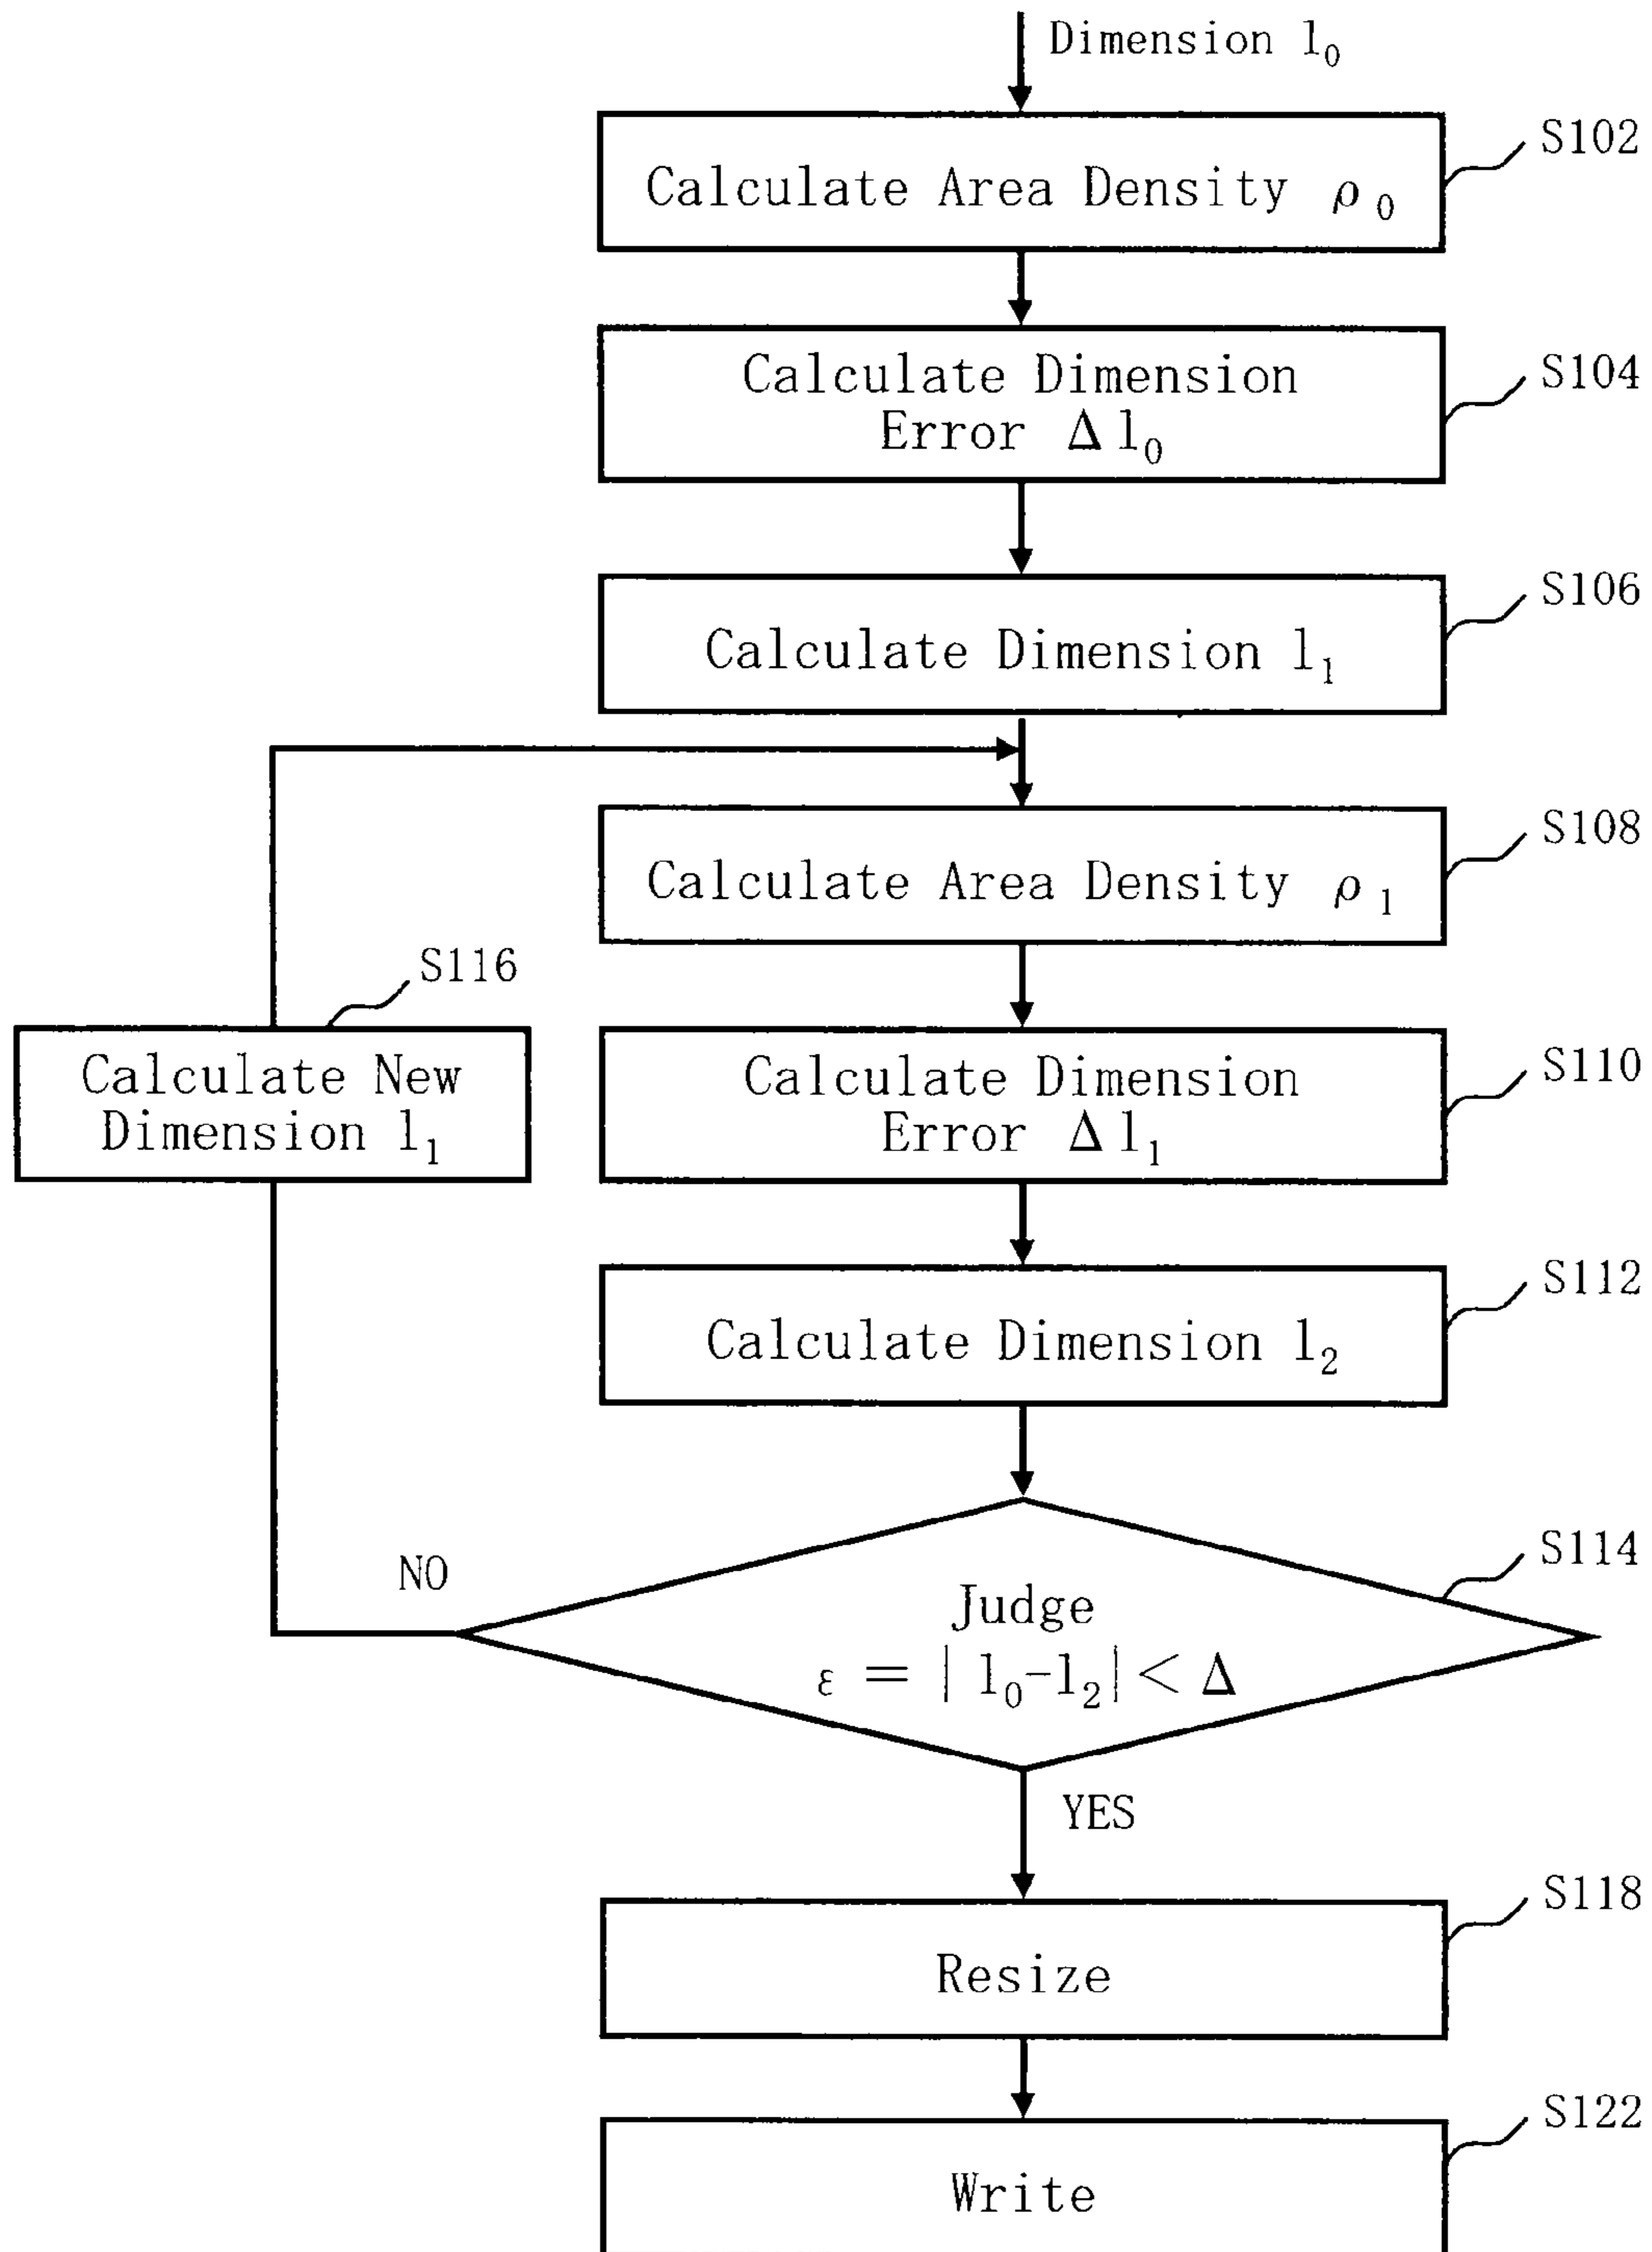 Dimension l₀
S102
Calculate Area Density ρ₀
S104
Calculate Dimension
Error Δl₀
S106
Calculate Dimension l₁
S108
Calculate Area Density ρ₁
S116
Calculate New
Dimension l₁
S110
Calculate Dimension
Error Δl₁
S112
Calculate Dimension l₂
S114
NO
Judge
ε = | l₀-l₂| < Δ
YES
S118
Resize
S122
Write